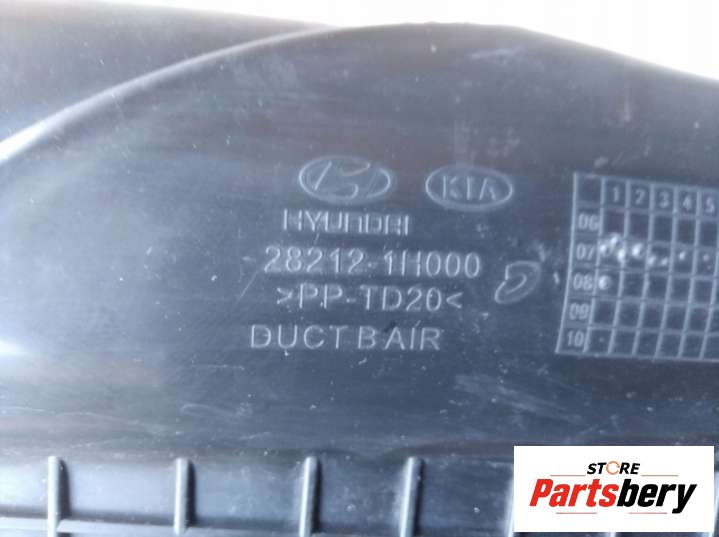 KIA
HYUNDAI
28212-1H000
>PP-TD20<
DUCT B AIR
1 2 3 4 5
06
07
08
09
10
STORE
Partsbery